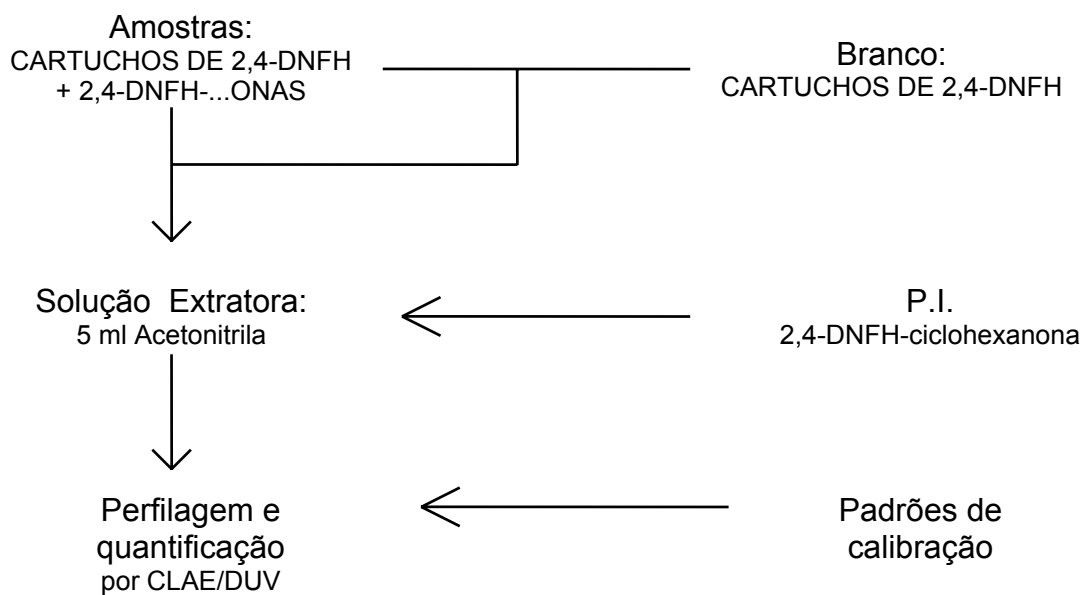 Amostras:
CARTUCHOS DE 2,4-DNFH
+ 2,4-DNFH-...ONAS
Branco:
CARTUCHOS DE 2,4-DNFH
Solução Extratora:
5 ml Acetonitrila
P.I.
2,4-DNFH-ciclohexanona
Perfilagem e
quantificação
por CLAE/DUV
Padrões de
calibração